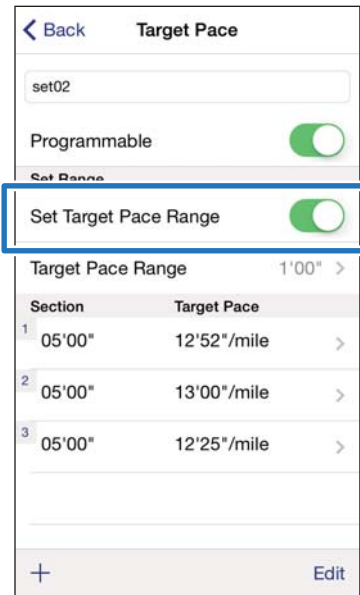 Back Target Pace
set02
Programmable
Set Range
Set Target Pace Range
Target Pace Range 1'00"
Section Target Pace
1 05'00" 12'52"/mile
2 05'00" 13'00"/mile
3 05'00" 12'25"/mile
+ Edit